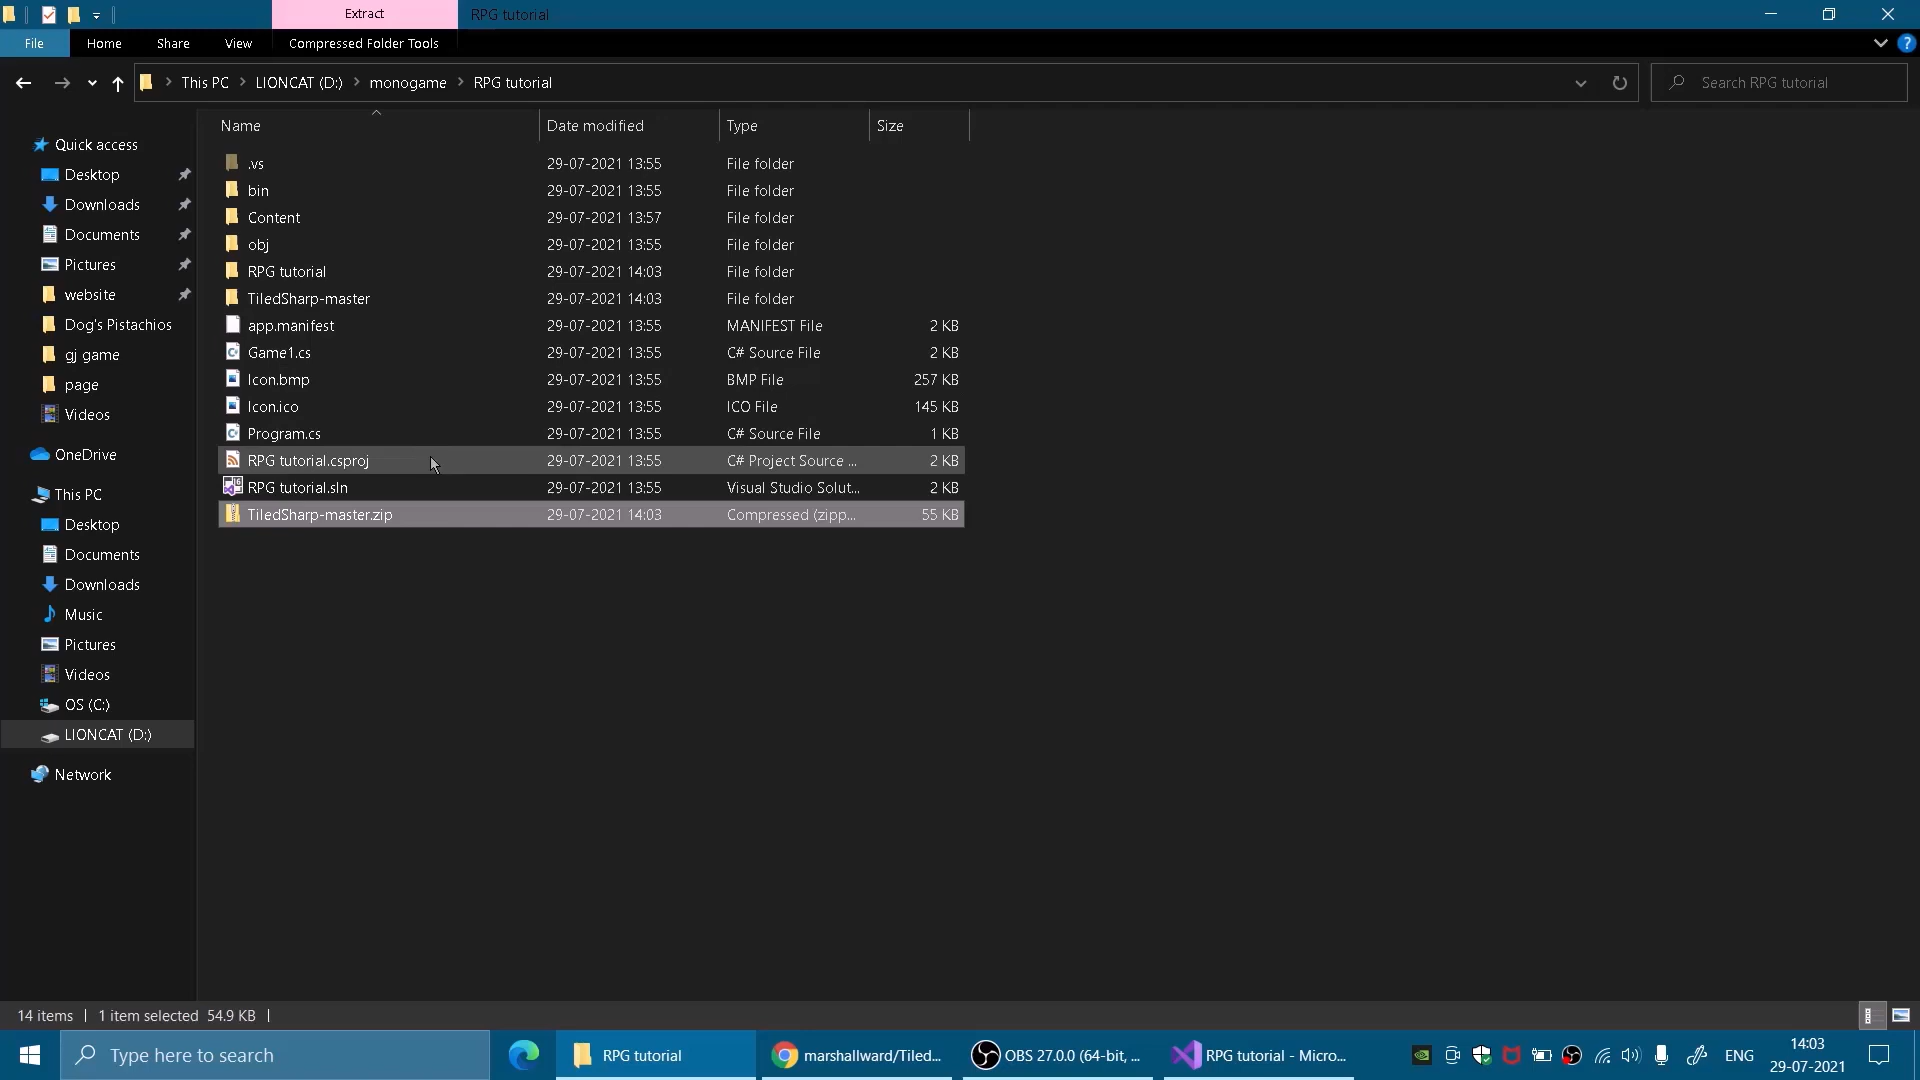 Extract
RPG tutorial
File
Home
Share
View
Compressed Folder Tools
?
This PC
LIONCAT (D:)
monogame
RPG tutorial
Search RPG tutorial
Name
Date modified
Type
Size
Quick access
Desktop
Downloads
Documents
Pictures
website
Dog's Pistachios
gj game
page
Videos
OneDrive
This PC
Desktop
Documents
Downloads
Music
Pictures
Videos
OS (C:)
LIONCAT (D:)
Network
.vs 29-07-2021 13:55 File folder
bin 29-07-2021 13:55 File folder
Content 29-07-2021 13:57 File folder
obj 29-07-2021 13:55 File folder
RPG tutorial 29-07-2021 14:03 File folder
TiledSharp-master 29-07-2021 14:03 File folder
app.manifest 29-07-2021 13:55 MANIFEST File 2 KB
Game1.cs 29-07-2021 13:55 C# Source File 2 KB
Icon.bmp 29-07-2021 13:55 BMP File 257 KB
Icon.ico 29-07-2021 13:55 ICO File 145 KB
Program.cs 29-07-2021 13:55 C# Source File 1 KB
RPG tutorial.csproj 29-07-2021 13:55 C# Project Source ... 2 KB
RPG tutorial.sln 29-07-2021 13:55 Visual Studio Solut... 2 KB
TiledSharp-master.zip 29-07-2021 14:03 Compressed (zipp... 55 KB
14 items
1 item selected 54.9 KB
Type here to search
RPG tutorial
marshallward/Tiled...
OBS 27.0.0 (64-bit, ...
RPG tutorial - Micro...
ENG
14:03
29-07-2021